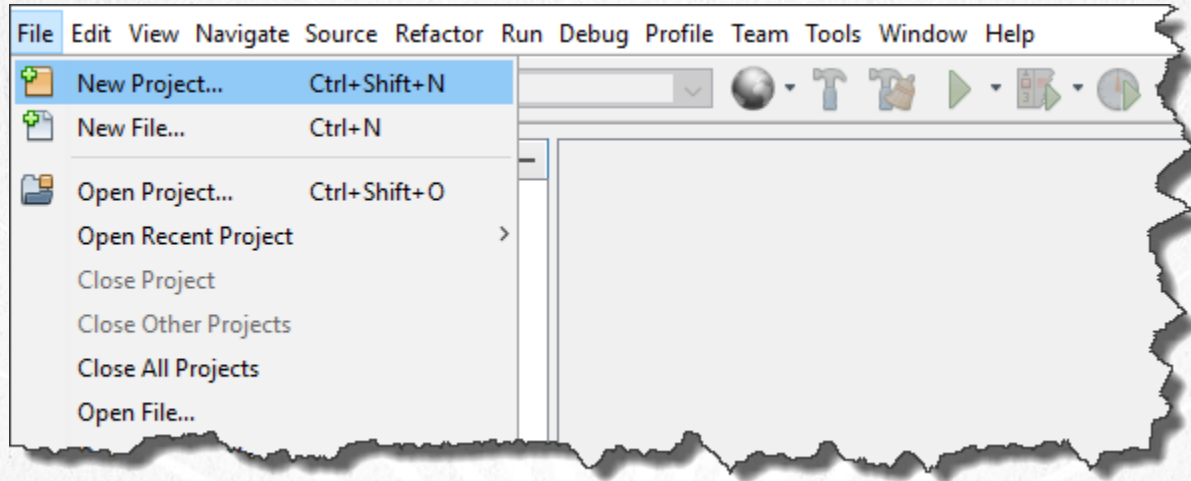 File Edit View Navigate Source Refactor Run Debug Profile Team Tools Window Help
New Project... Ctrl+Shift+N
New File... Ctrl+N
Open Project... Ctrl+Shift+O
Open Recent Project >
Close Project
Close Other Projects
Close All Projects
Open File...